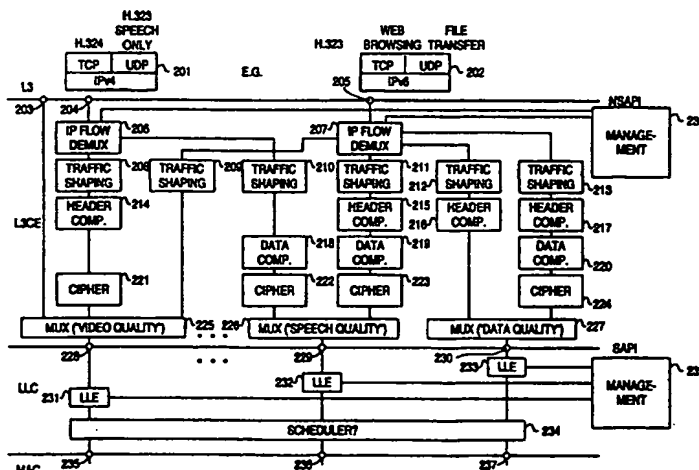 H.323
SPEECH
ONLY
H.324
WEB
BROWSING
FILE
TRANSFER
H.323
TCP UDP 201
IPv4
E.G.
TCP UDP 202
IPv6
L3
203 204 205 NSAPI
IP FLOW
DEMUX 206
207 IP FLOW
DEMUX
MANAGE-
MENT
23
TRAFFIC
SHAPING 208
TRAFFIC
SHAPING 209
TRAFFIC
SHAPING 210
TRAFFIC
SHAPING 211
212 TRAFFIC
SHAPING
TRAFFIC
SHAPING 213
L3CE
HEADER
COMP. 214
HEADER
COMP. 215
216 HEADER
COMP.
HEADER
COMP. 217
DATA
COMP. 218
DATA
COMP. 219
DATA
COMP. 220
CIPHER 221
CIPHER 222
CIPHER 223
CIPHER 224
MUX ("VIDEO QUALITY") 225
226 MUX ("SPEECH QUALITY")
MUX ("DATA QUALITY") 227
228 229 230 SAPI
LLC
231 LLE
232 LLE
233 LLE
MANAGE-
MENT
23
SCHEDULER? 234
MAC
235 236 237